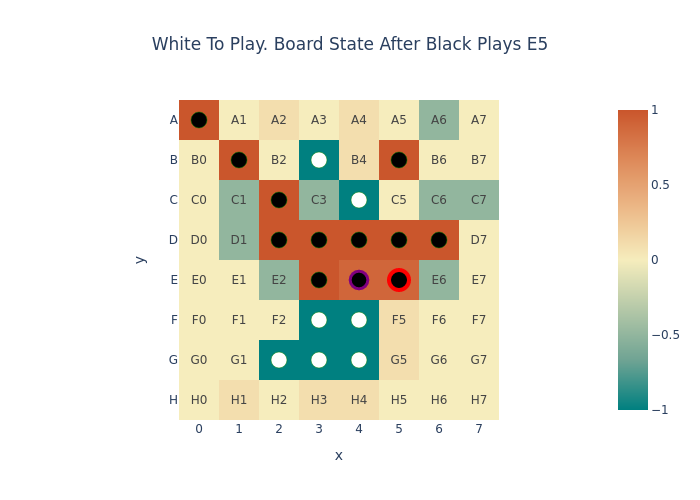 White To Play. Board State After Black Plays E5
A A1 A2 A3 A4 A5 A6 A7 1
B B0 B2 B4 B6 B7
C C0 C1 C3 C5 C6 C7 0.5
D D0 D1 D7
y E E0 E1 E2 E6 E7 0
F F0 F1 F2 F5 F6 F7
G G0 G1 G5 G6 G7 −0.5
H H0 H1 H2 H3 H4 H5 H6 H7 −1
0 1 2 3 4 5 6 7
x